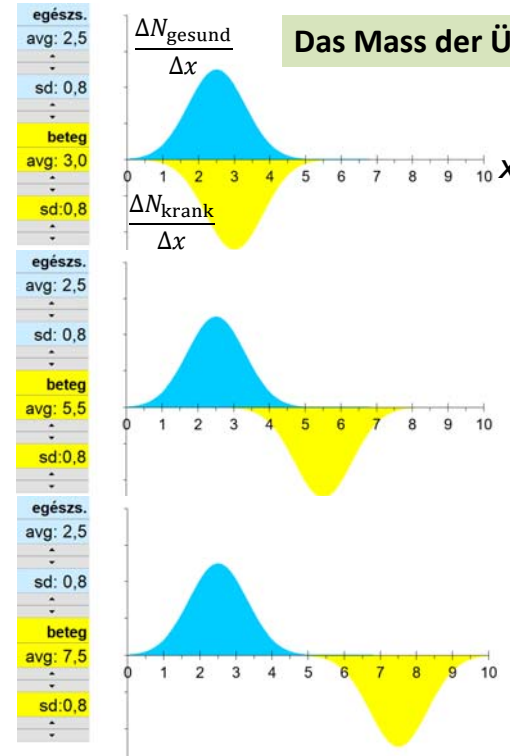 egészs.
avg: 2,5
sd: 0,8
beteg
avg: 3,0
sd:0,8
ΔN gesund
Δx
Das Mass der Ü
0 1 2 3 4 5 6 7 8 9 10 x
ΔN krank
Δx
egészs.
avg: 2,5
sd: 0,8
beteg
avg: 5,5
sd:0,8
0 1 2 3 4 5 6 7 8 9 10
egészs.
avg: 2,5
sd: 0,8
beteg
avg: 7,5
sd:0,8
0 1 2 3 4 5 6 7 8 9 10